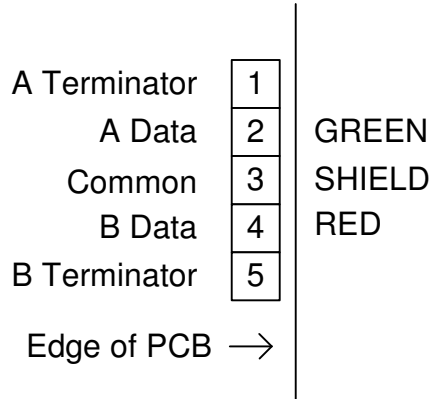 A Terminator 1
A Data 2 GREEN
Common 3 SHIELD
B Data 4 RED
B Terminator 5
Edge of PCB →